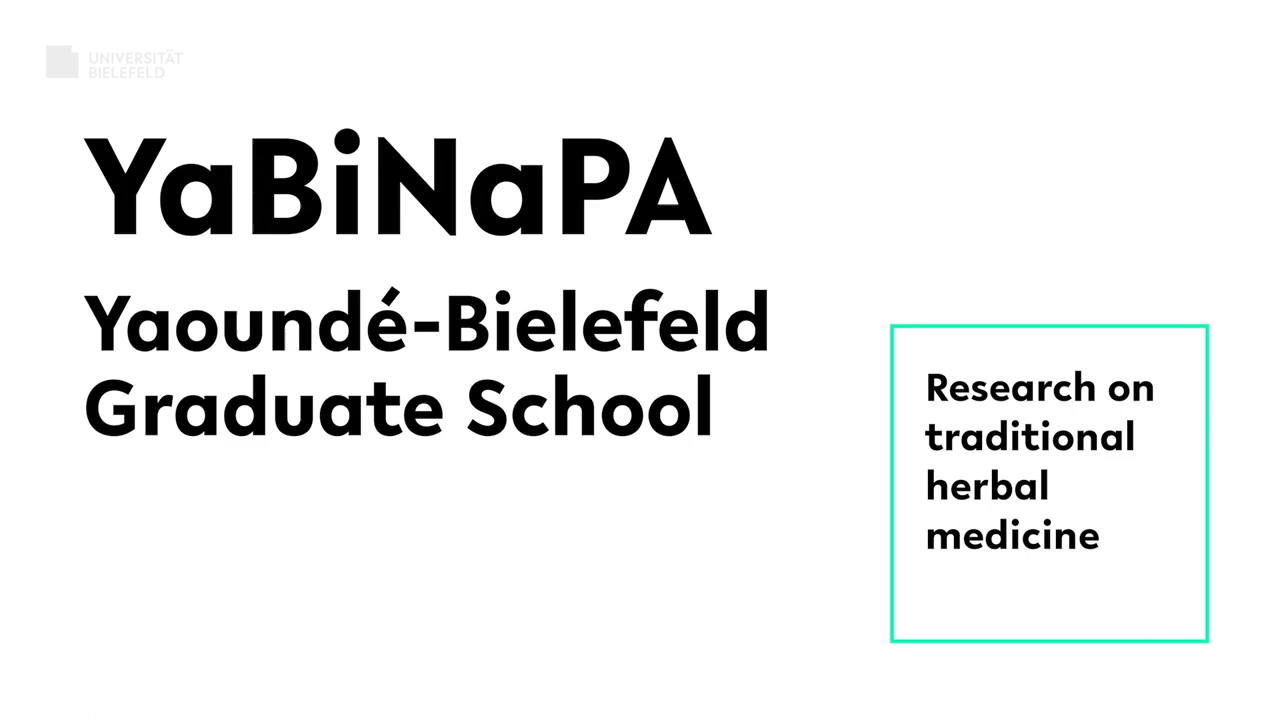 UNIVERSITÄT
BIELEFELD
YaBiNaPA
Yaoundé-Bielefeld
Graduate School
Research on
traditional
herbal
medicine